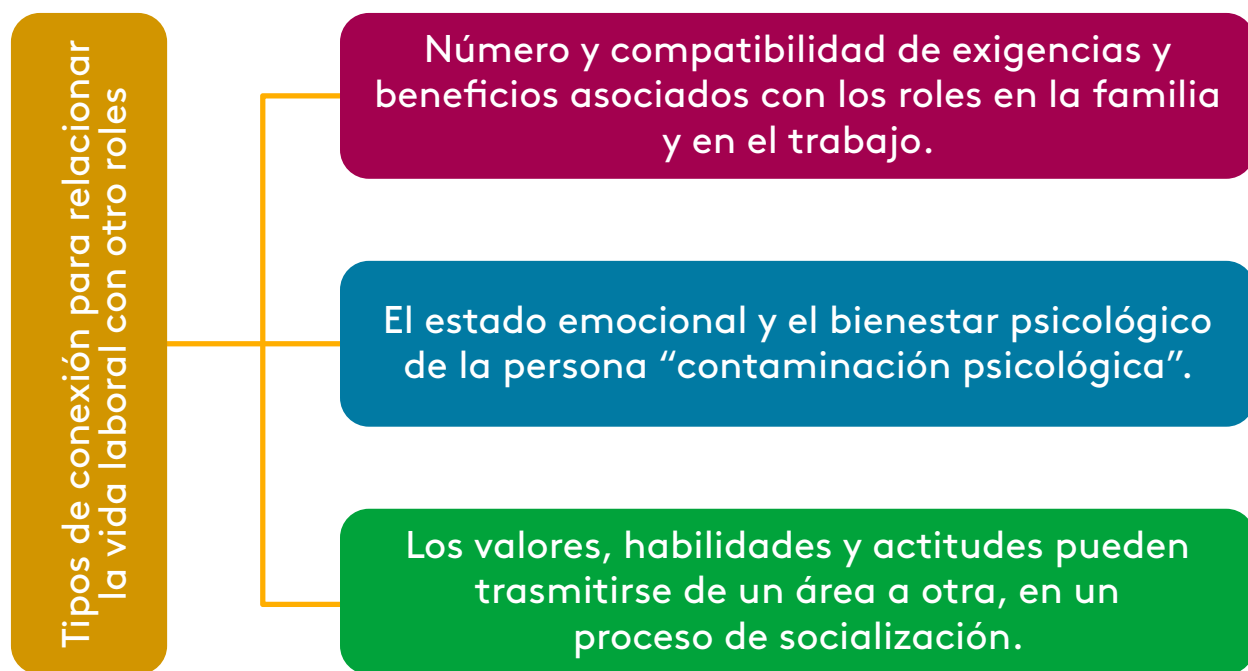 Tipos de conexión para relacionar
la vida laboral con otro roles
Número y compatibilidad de exigencias y
beneficios asociados con los roles en la familia
y en el trabajo.
El estado emocional y el bienestar psicológico
de la persona “contaminación psicológica”.
Los valores, habilidades y actitudes pueden
trasmitirse de un área a otra, en un
proceso de socialización.